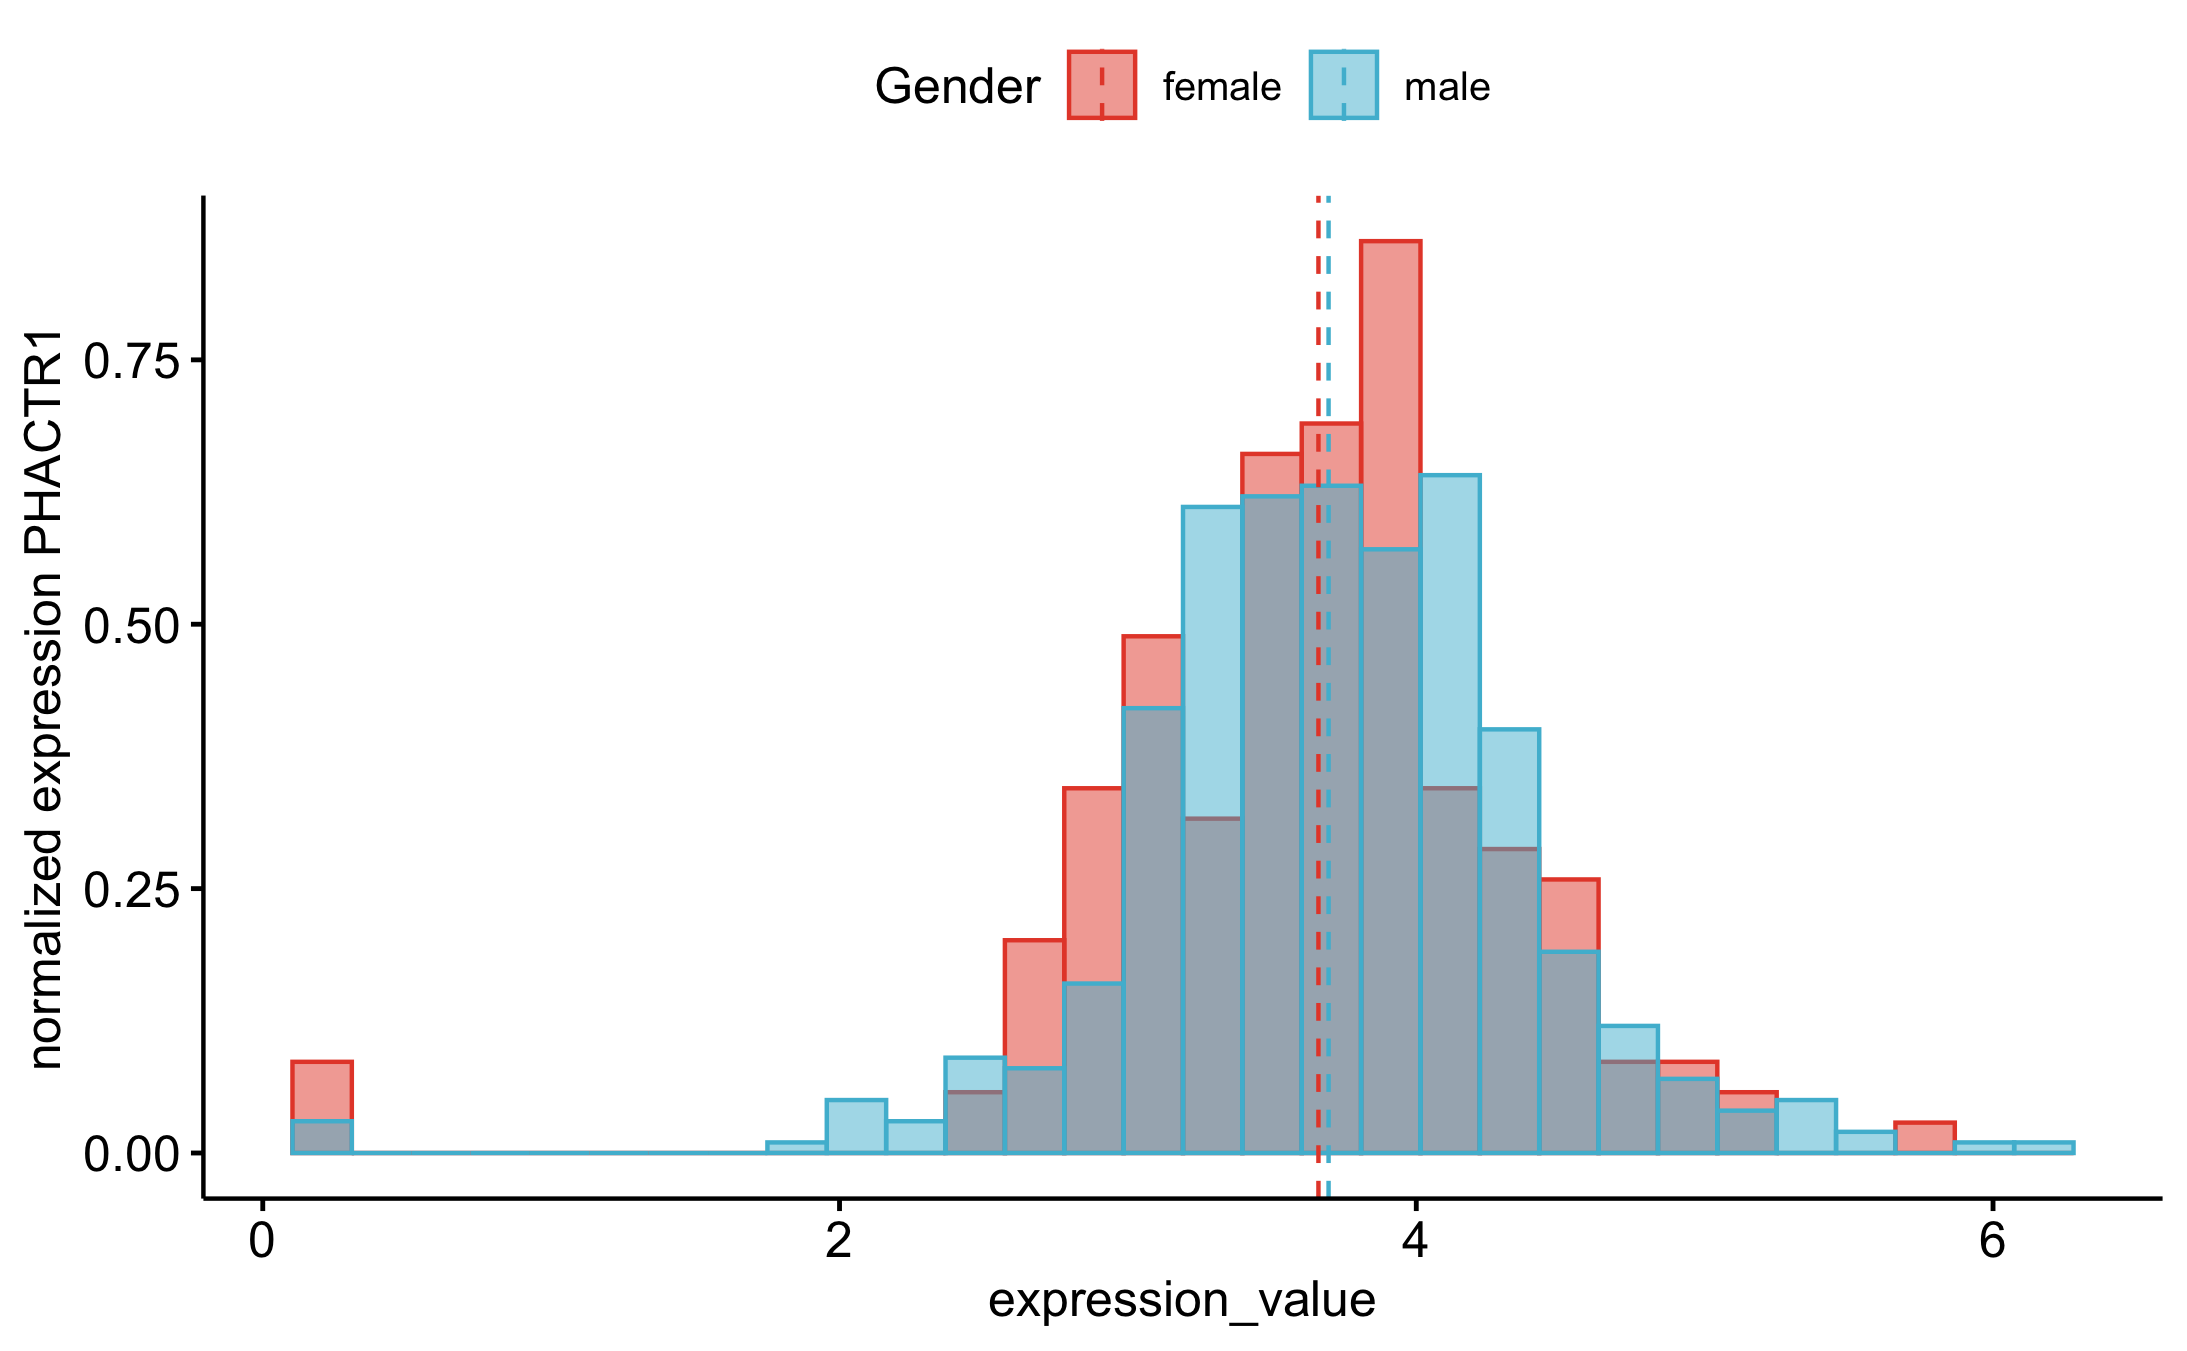 Gender female male
normalized expression PHACTR1
0.75
0.50
0.25
0.00
0 2 4 6
expression_value